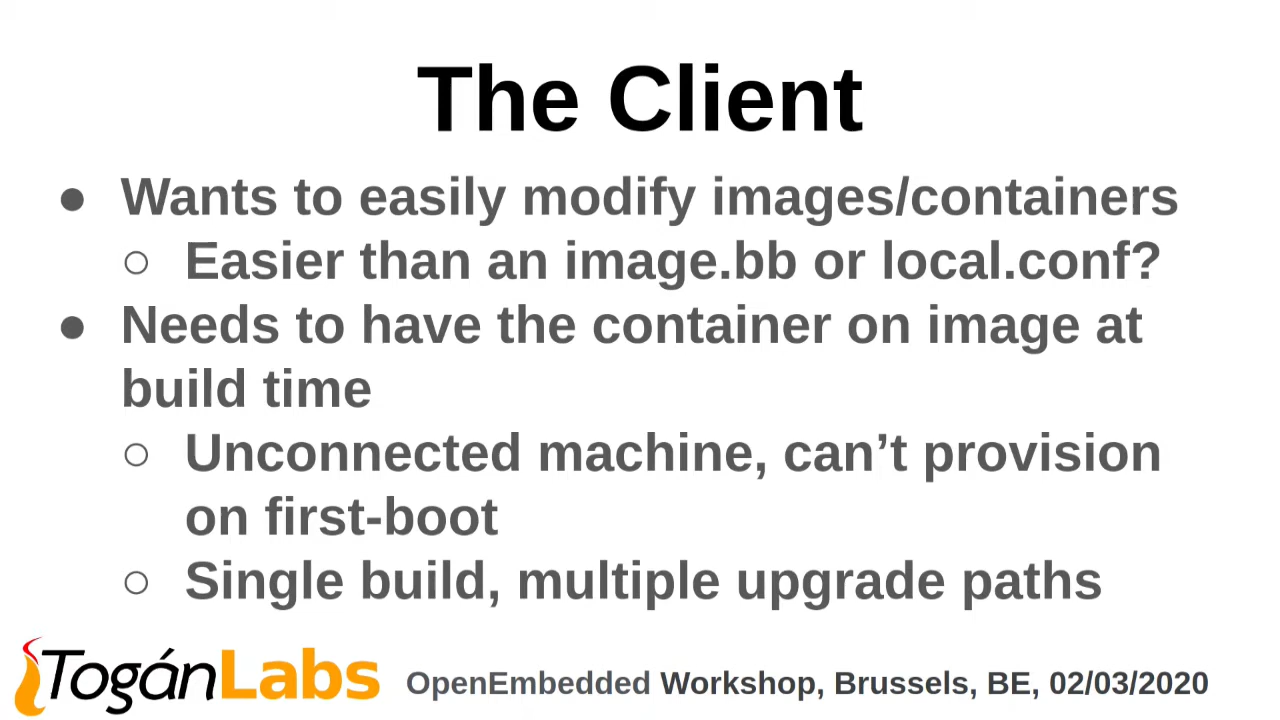 The Client
● Wants to easily modify images/containers
○ Easier than an image.bb or local.conf?
● Needs to have the container on image at
build time
○ Unconnected machine, can’t provision
on first-boot
○ Single build, multiple upgrade paths
TogánLabs
OpenEmbedded Workshop, Brussels, BE, 02/03/2020